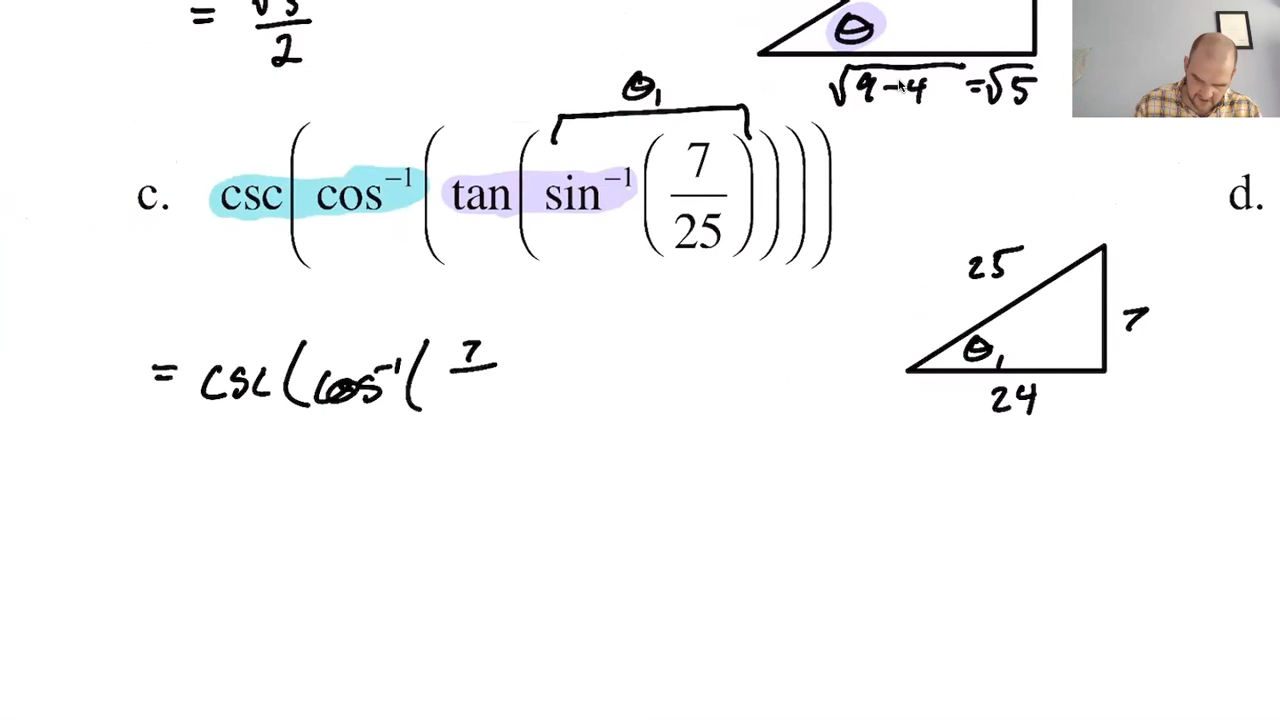 = √5/2
θ
√9-4 = √5
θ₁
c. csc(cos⁻¹(tan(sin⁻¹(7/25))))
d.
25
7
θ₁
24
= csc(cos⁻¹(7